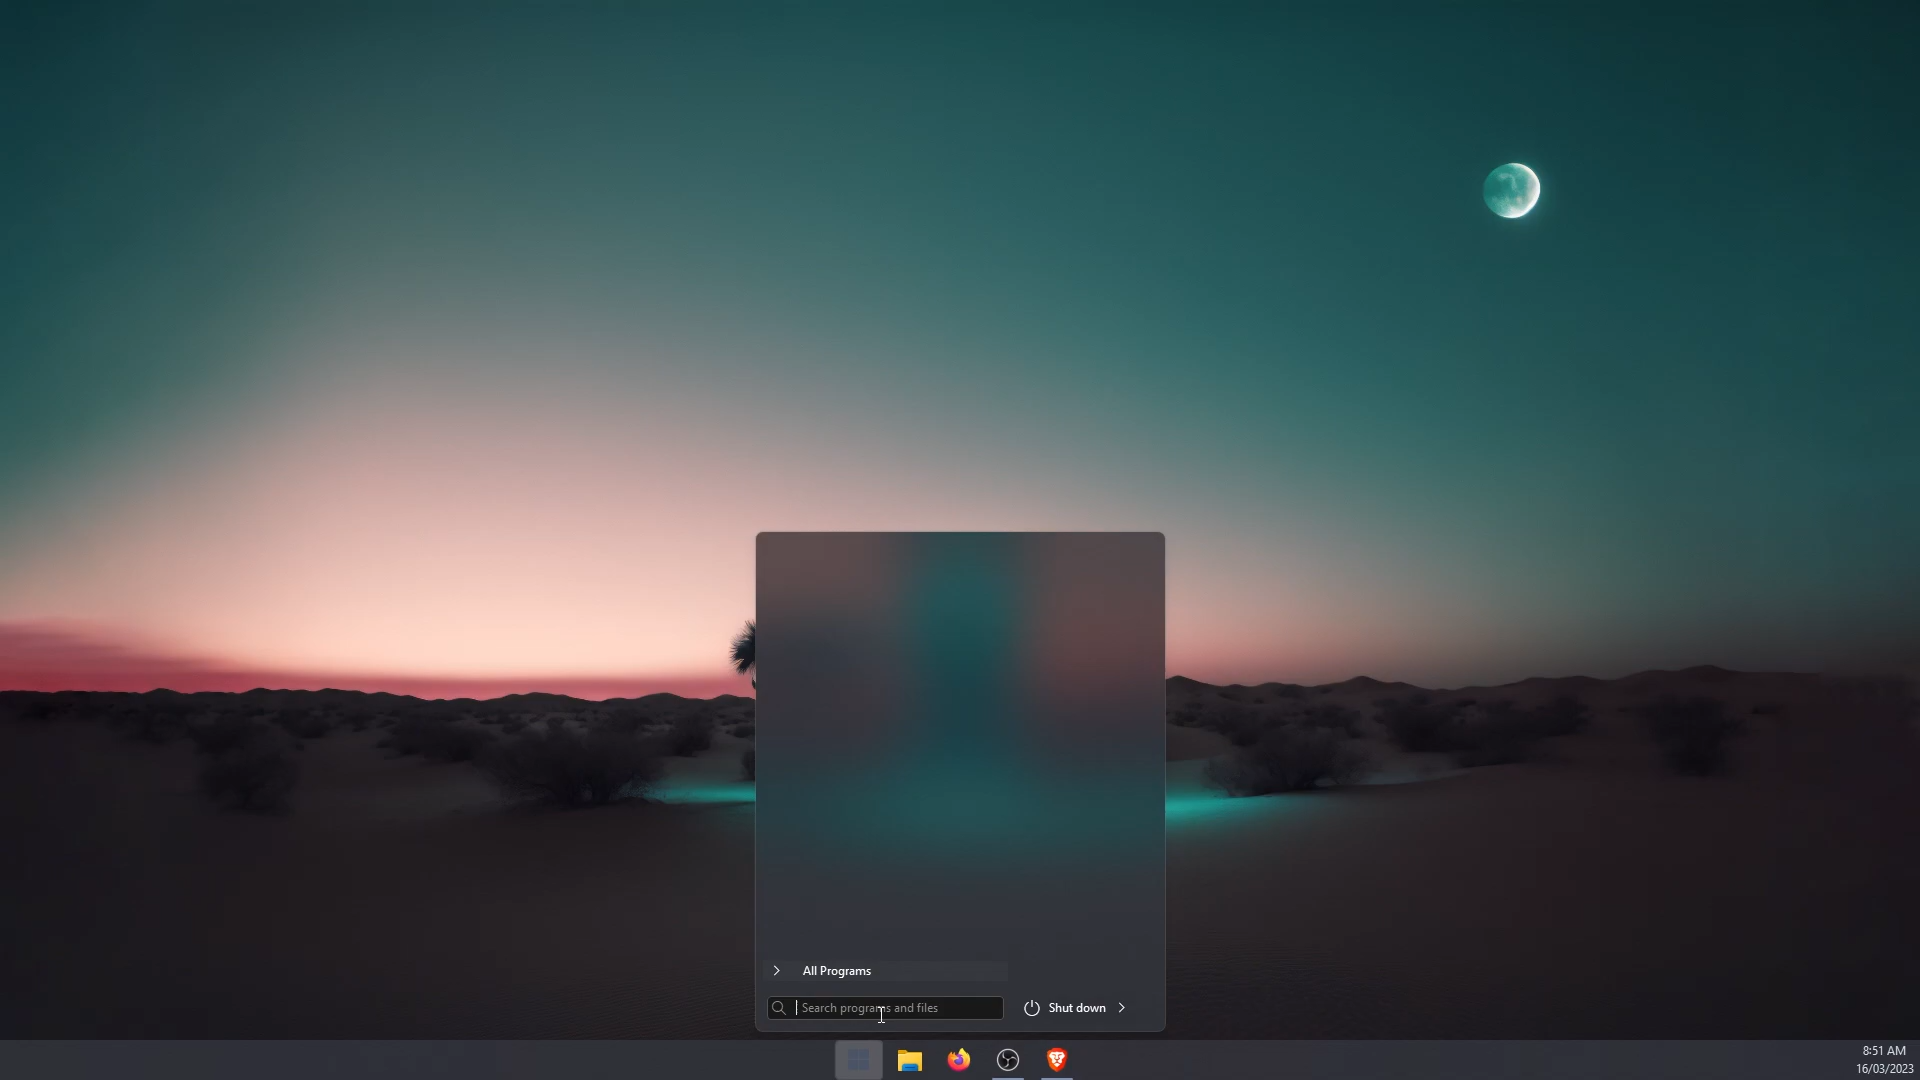 All Programs
Search programs and files
Shut down
8:51 AM
16/03/2023